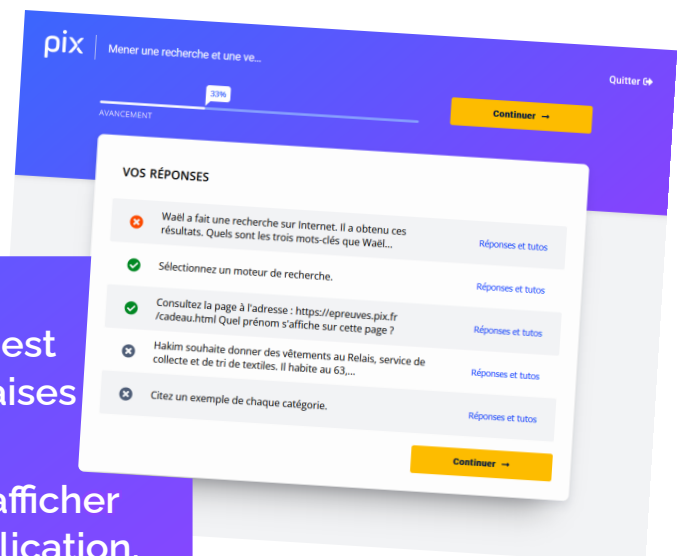 pix
Mener une recherche et une ve...
Quitter
33%
AVANCEMENT
Continuer →
VOS RÉPONSES
Waël a fait une recherche sur Internet. Il a obtenu ces
résultats. Quels sont les trois mots-clés que Waël...
Réponses et tutos
Sélectionnez un moteur de recherche.
Réponses et tutos
Consultez la page à l'adresse : https://epreuves.pix.fr
/cadeau.html Quel prénom s'affiche sur cette page ?
Réponses et tutos
Hakim souhaite donner des vêtements au Relais, service de
collecte et de tri de textiles. Il habite au 63,...
Réponses et tutos
Citez un exemple de chaque catégorie.
Réponses et tutos
Continuer →
est
aises
afficher
lication.